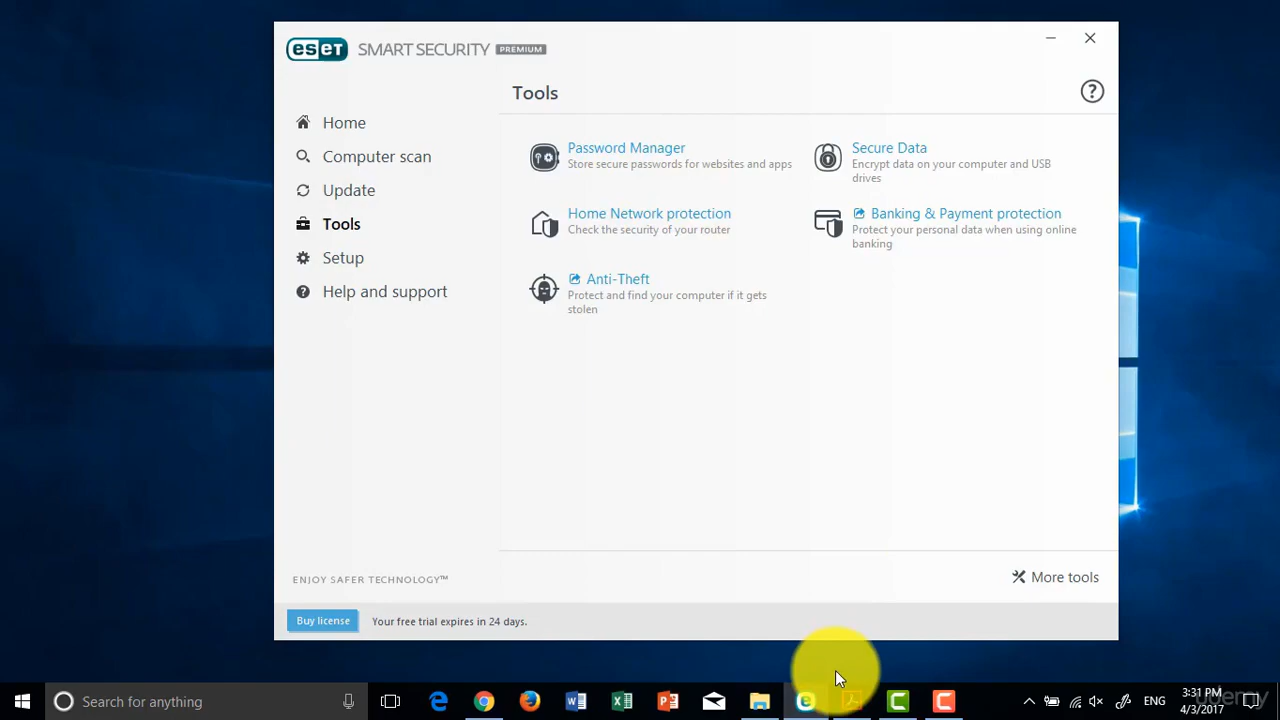 eset SMART SECURITY PREMIUM
Tools
?
Home
Computer scan
Update
Tools
Setup
Help and support
Password Manager
Store secure passwords for websites and apps
Secure Data
Encrypt data on your computer and USB
drives
Home Network protection
Check the security of your router
Banking & Payment protection
Protect your personal data when using online
banking
Anti-Theft
Protect and find your computer if it gets
stolen
ENJOY SAFER TECHNOLOGY™
More tools
Buy license
Your free trial expires in 24 days.
Search for anything
ENG
3:31 PM
4/3/2017
udemy